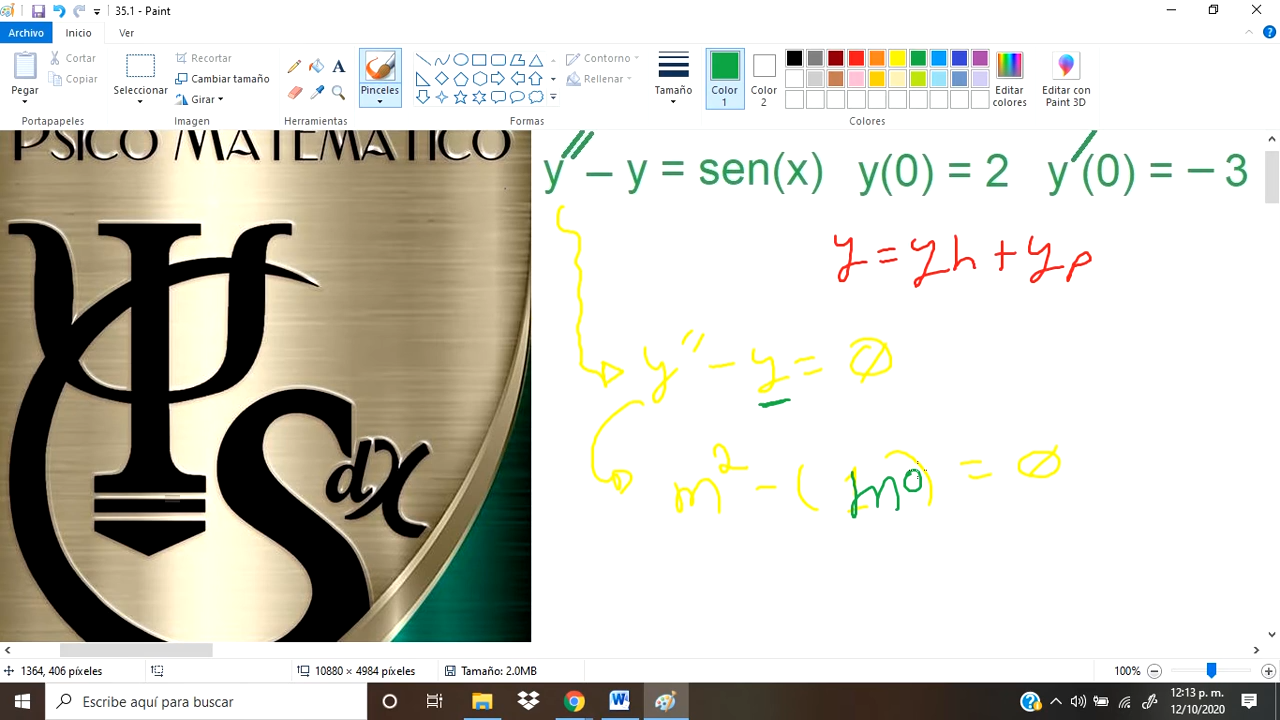 35.1 - Paint
Archivo Inicio Ver
Pegar
Cortar
Copiar
Portapapeles
Seleccionar
Recortar
Cambiar tamaño
Girar
Imagen
A
Herramientas
Pinceles
Contorno
Rellenar
Formas
Tamaño
Color 1
Color 2
Editar colores
Colores
Editar con Paint 3D
PSICO MATEMATICO
dx
y″ – y = sen(x) y(0) = 2 y′(0) = – 3
y = yh + yp
y″ - y = 0
m² - ( m⁰ ) = 0
1364, 406 píxeles 10880 × 4984 píxeles Tamaño: 2.0MB 100%
Escribe aquí para buscar
12:13 p. m.
12/10/2020